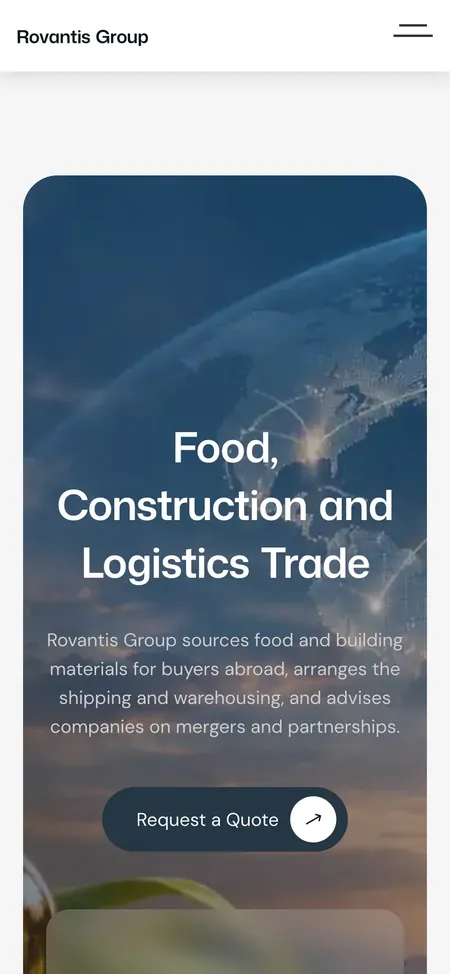 Rovantis Group
Food,
Construction and
Logistics Trade
Rovantis Group sources food and building
materials for buyers abroad, arranges the
shipping and warehousing, and advises
companies on mergers and partnerships.
Request a Quote